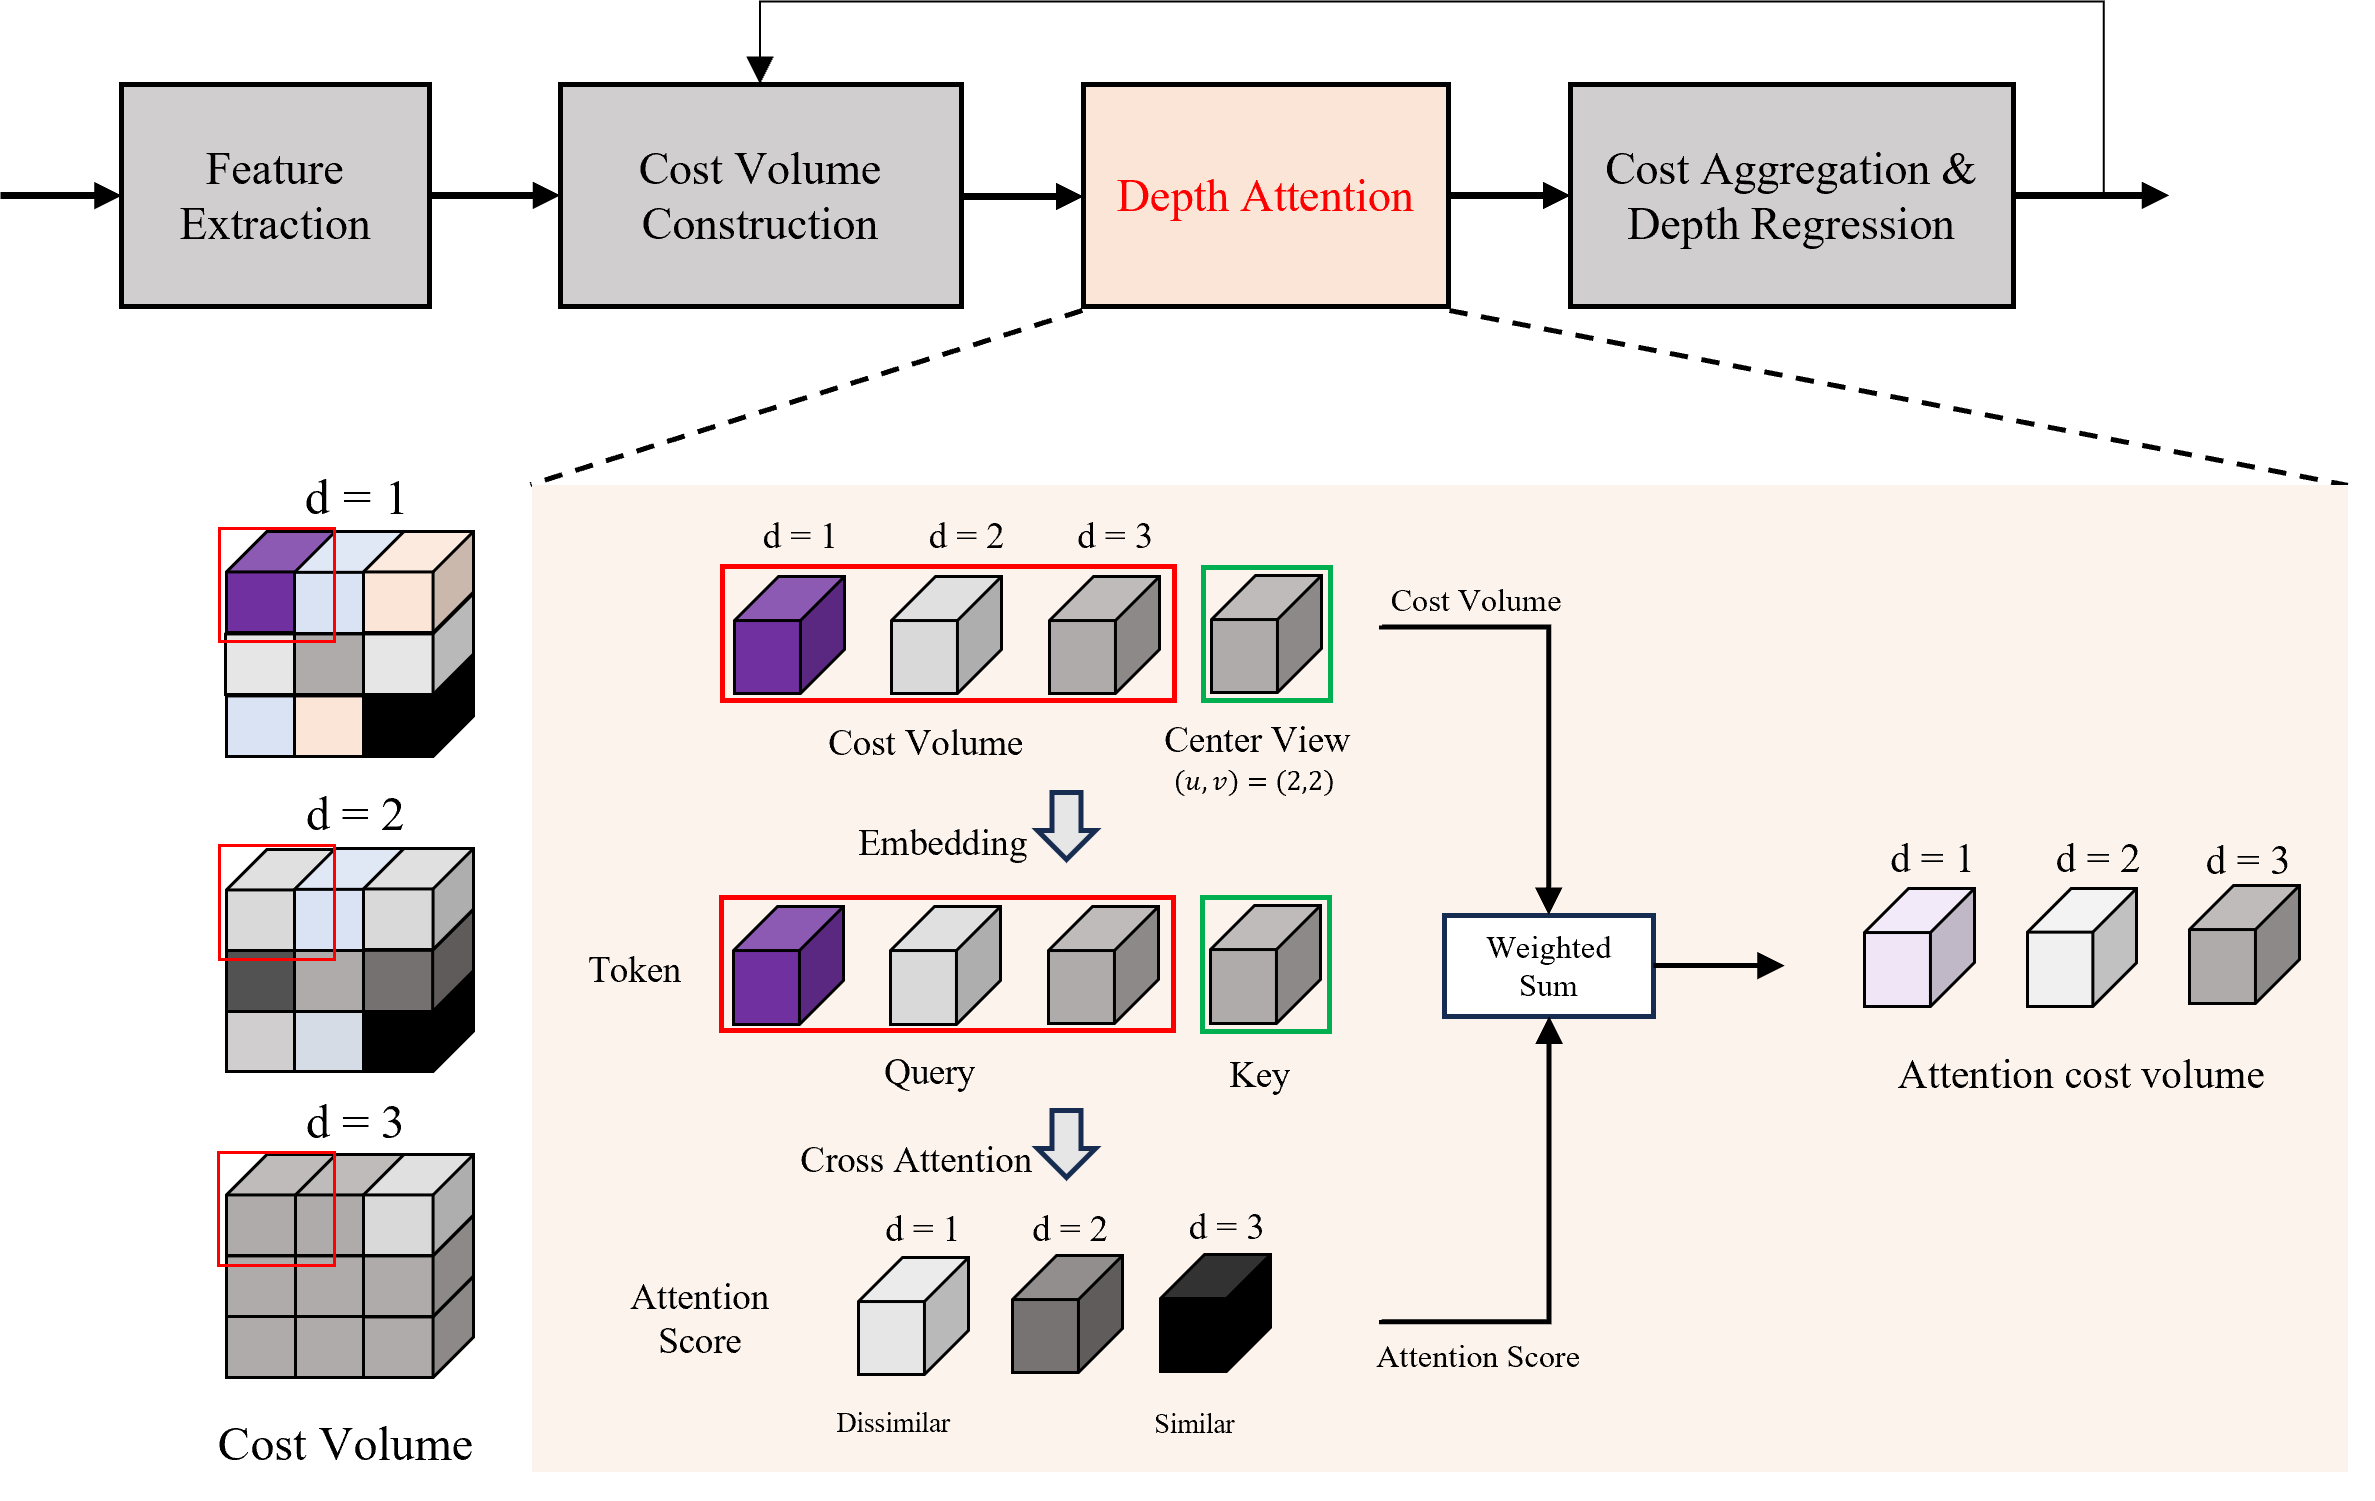 Feature
Extraction
Cost Volume
Construction
Depth Attention
Cost Aggregation &
Depth Regression
d = 1
d = 2
d = 3
Cost Volume
d = 1
d = 2
d = 3
Cost Volume
Center View
(u, v) = (2,2)
Embedding
Token
Query
Key
Cross Attention
d = 1
d = 2
d = 3
Attention
Score
Dissimilar
Similar
Cost Volume
Weighted
Sum
Attention Score
d = 1
d = 2
d = 3
Attention cost volume